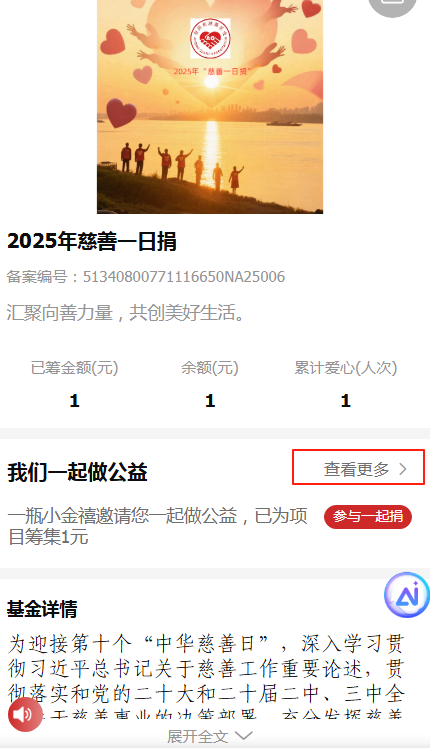 2025年“慈善一日捐”
2025年慈善一日捐
备案编号：51340800771116650NA25006
汇聚向善力量，共创美好生活。
已筹金额(元) 余额(元) 累计爱心(人次)
1 1 1
我们一起做公益 查看更多
一瓶小金禧邀请您一起做公益，已为项
目筹集1元
参与一起捐
基金详情
为迎接第十个“中华慈善日”，深入学习贯
彻习近平总书记关于慈善工作重要论述，贯
彻落实和党的二十大和二十届二中、三中全
关于慈善事业的决策部署，充分发挥慈善
展开全文